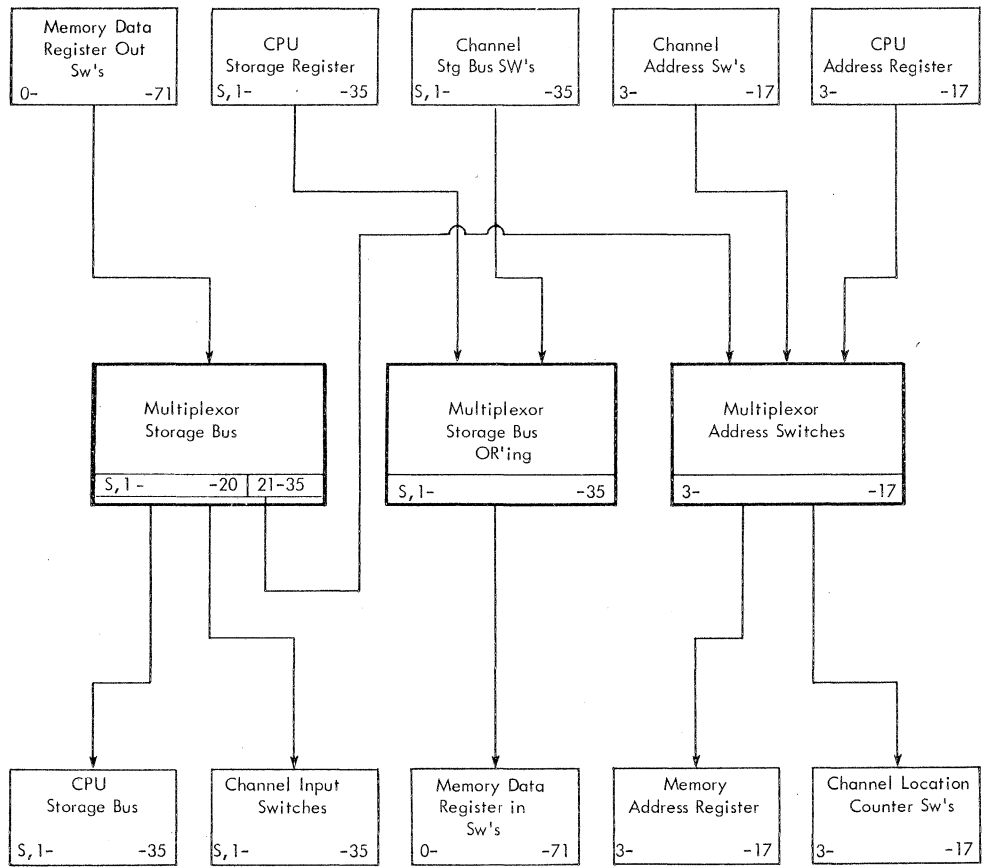 Memory Data
Register Out
Sw's
0- -71
CPU
Storage Register
S, 1- -35
Channel
Stg Bus SW's
S, 1- -35
Channel
Address Sw's
3- -17
CPU
Address Register
3- -17
Multiplexor
Storage Bus
S, 1- -20 21-35
Multiplexor
Storage Bus
OR'ing
S, 1- -35
Multiplexor
Address Switches
3- -17
CPU
Storage Bus
S, 1- -35
Channel Input
Switches
S, 1- -35
Memory Data
Register in
Sw's
0- -71
Memory
Address Register
3- -17
Channel Location
Counter Sw's
3- -17